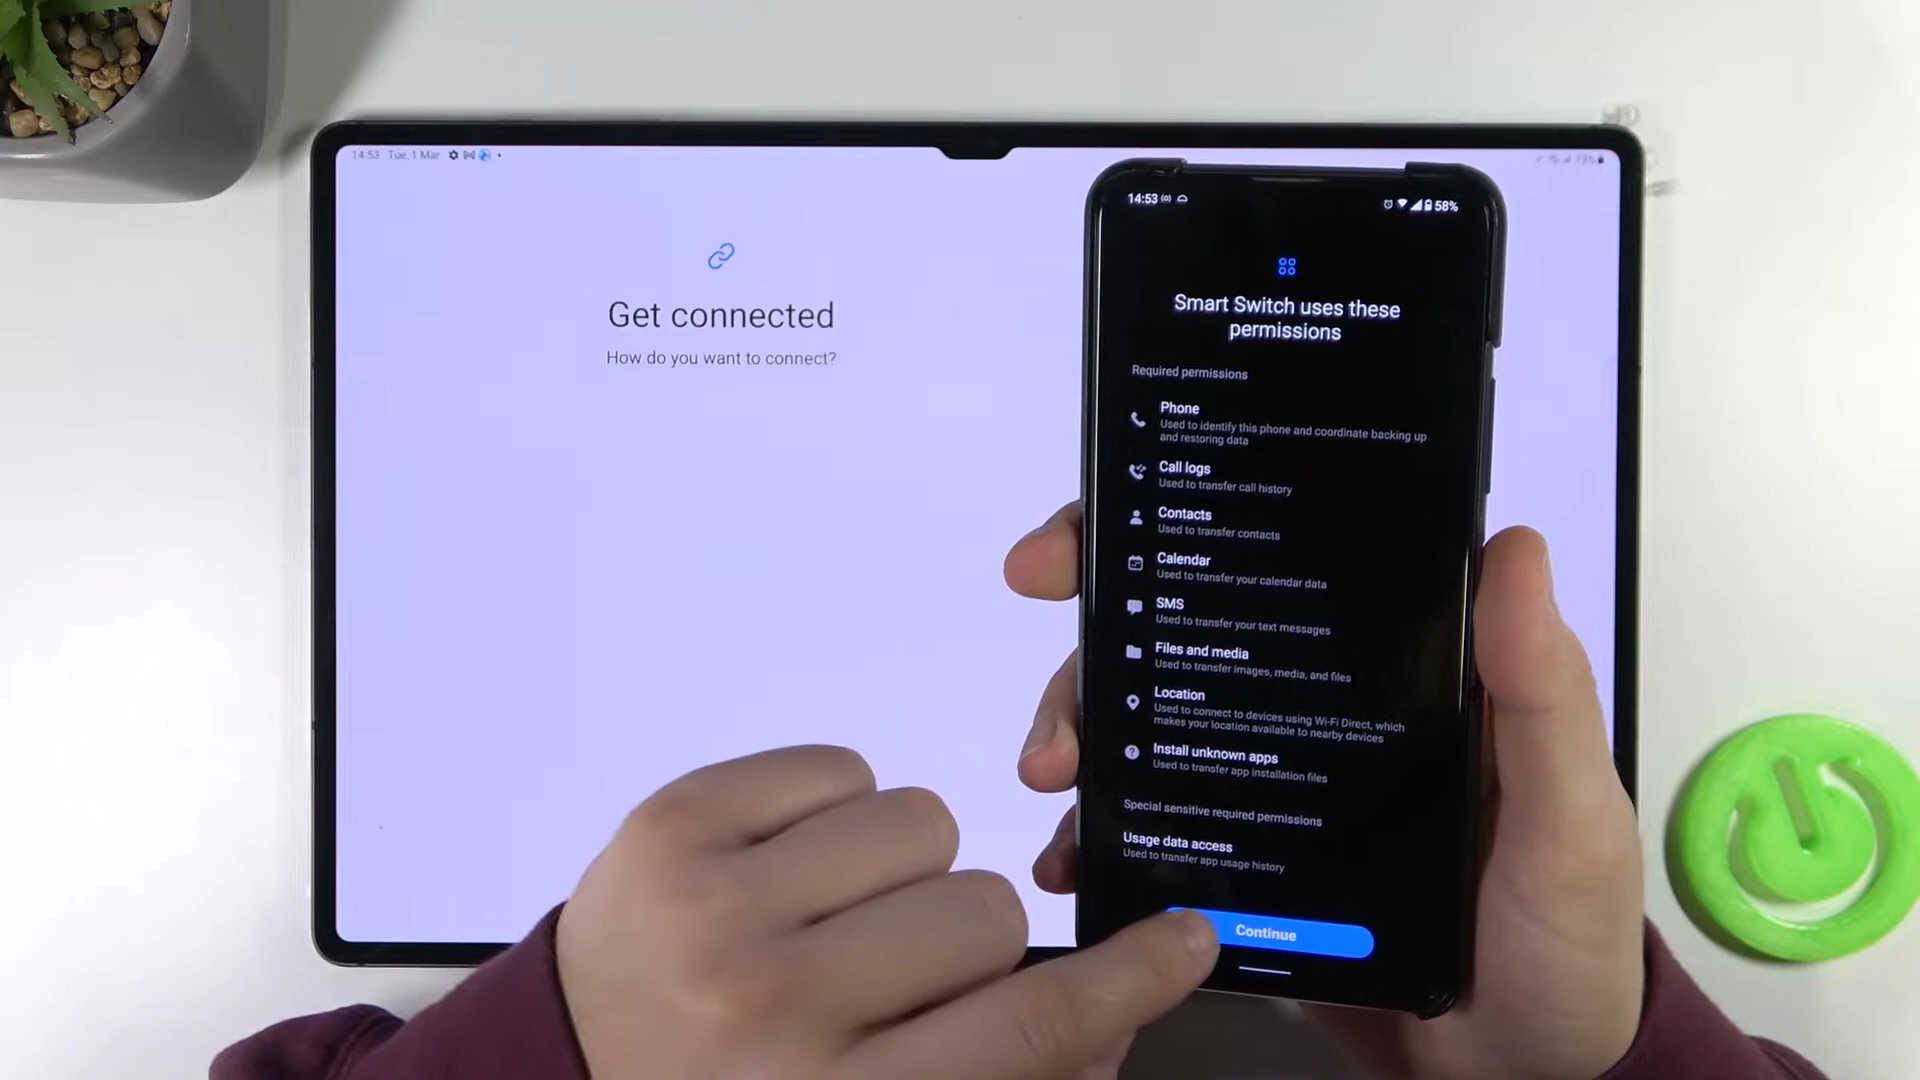 14:53 Tue, 1 Mar
79%
Get connected
How do you want to connect?
14:53
58%
Smart Switch uses these
permissions
Required permissions
Phone
Used to identify this phone and coordinate backing up
and restoring data
Call logs
Used to transfer call history
Contacts
Used to transfer contacts
Calendar
Used to transfer your calendar data
SMS
Used to transfer your text messages
Files and media
Used to transfer images, media, and files
Location
Used to connect to devices using Wi-Fi Direct, which
makes your location available to nearby devices
Install unknown apps
Used to transfer app installation files
Special sensitive required permissions
Usage data access
Used to transfer app usage history
Continue